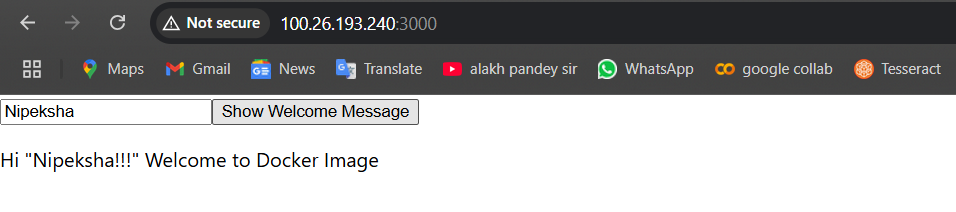 Not secure 100.26.193.240:3000
Maps Gmail News Translate alakh pandey sir WhatsApp google collab Tesseract
Nipeksha Show Welcome Message
Hi "Nipeksha!!!" Welcome to Docker Image